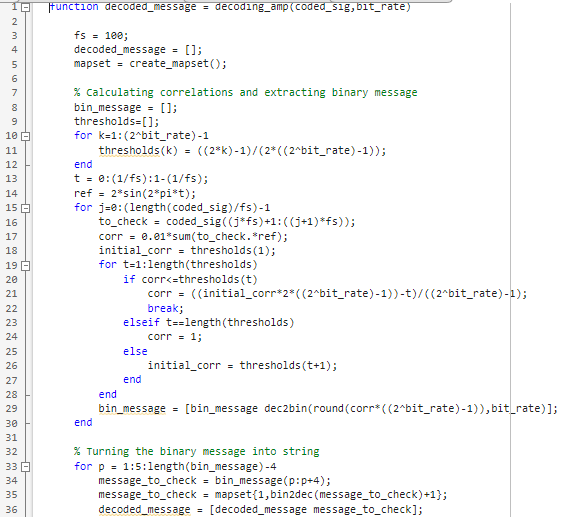 1 function decoded_message = decoding_amp(coded_sig,bit_rate)
2
3 fs = 100;
4 decoded_message = [];
5 mapset = create_mapset();
6
7 % Calculating correlations and extracting binary message
8 bin_message = [];
9 thresholds=[];
10 for k=1:(2^bit_rate)-1
11 thresholds(k) = ((2*k)-1)/(2*((2^bit_rate)-1));
12 end
13 t = 0:(1/fs):1-(1/fs);
14 ref = 2*sin(2*pi*t);
15 for j=0:(length(coded_sig)/fs)-1
16 to_check = coded_sig((j*fs)+1:((j+1)*fs));
17 corr = 0.01*sum(to_check.*ref);
18 initial_corr = thresholds(1);
19 for t=1:length(thresholds)
20 if corr<=thresholds(t)
21 corr = ((initial_corr*2*((2^bit_rate)-1))-t)/((2^bit_rate)-1);
22 break;
23 elseif t==length(thresholds)
24 corr = 1;
25 else
26 initial_corr = thresholds(t+1);
27 end
28 end
29 bin_message = [bin_message dec2bin(round(corr*((2^bit_rate)-1)),bit_rate)];
30 end
31
32 % Turning the binary message into string
33 for p = 1:5:length(bin_message)-4
34 message_to_check = bin_message(p:p+4);
35 message_to_check = mapset{1,bin2dec(message_to_check)+1};
36 decoded_message = [decoded_message message_to_check];